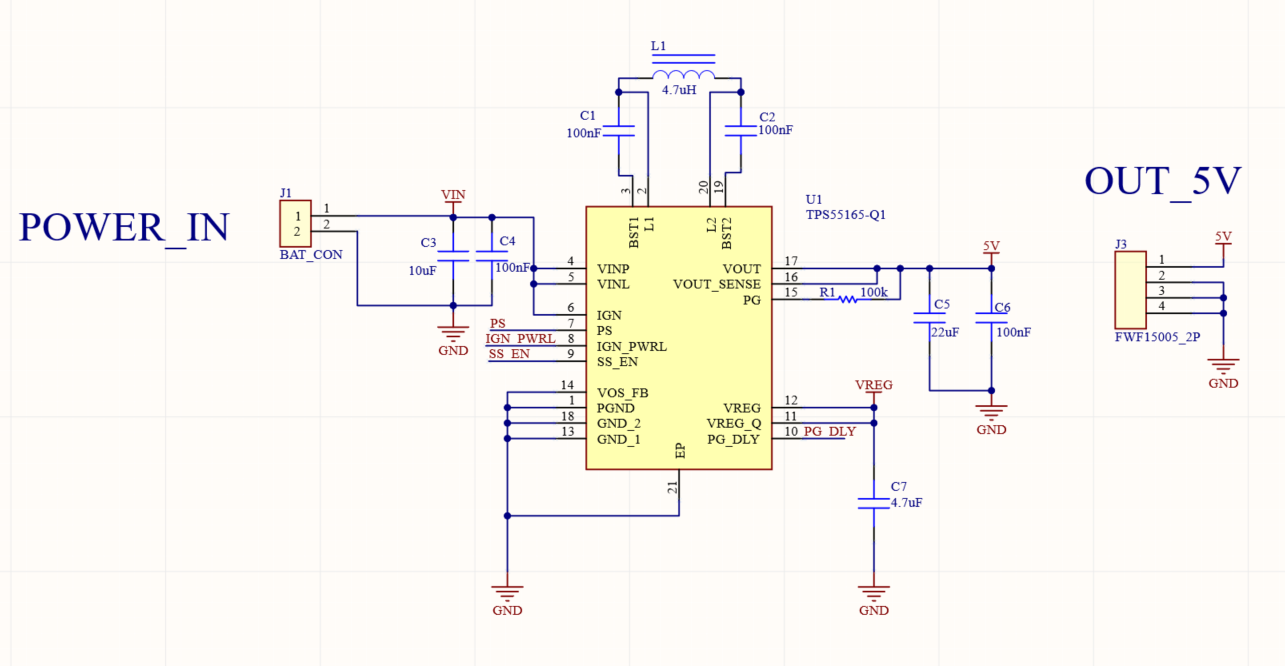 L1
4.7uH
C1
100nF
C2
100nF
POWER_IN
J1
1
2
1
2
BAT_CON
VIN
C3
10uF
C4
100nF
GND
3
2
20
19
BST1
L1
L2
BST2
U1
TPS55165-Q1
4
VINP
5
VINL
6
IGN
PS
7
PS
IGN_PWRL
8
IGN_PWRL
SS_EN
9
SS_EN
14
VOS_FB
1
PGND
18
GND_2
13
GND_1
EP
21
GND
VOUT
17
VOUT_SENSE
16
PG
15
R1
100k
VREG
12
VREG_Q
11
PG_DLY
10
PG_DLY
VREG
C7
4.7uF
GND
5V
C5
22uF
C6
100nF
GND
OUT_5V
J3
1
2
3
4
FWF15005_2P
5V
GND